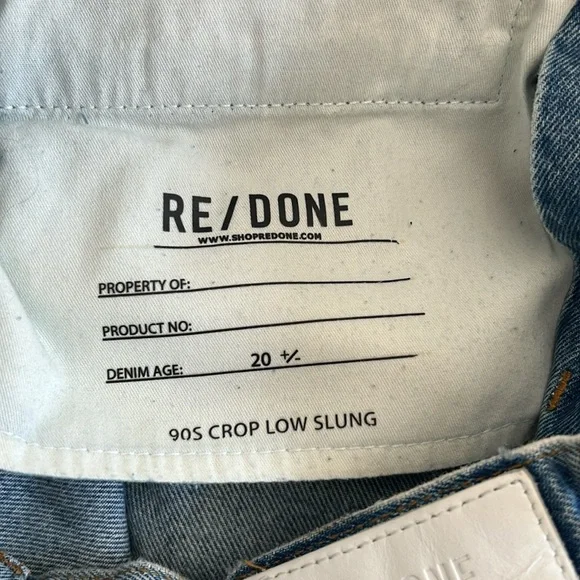 RE/DONE
WWW.SHOPREDONE.COM
PROPERTY OF:
PRODUCT NO:
DENIM AGE: 20 +/-
90S CROP LOW SLUNG